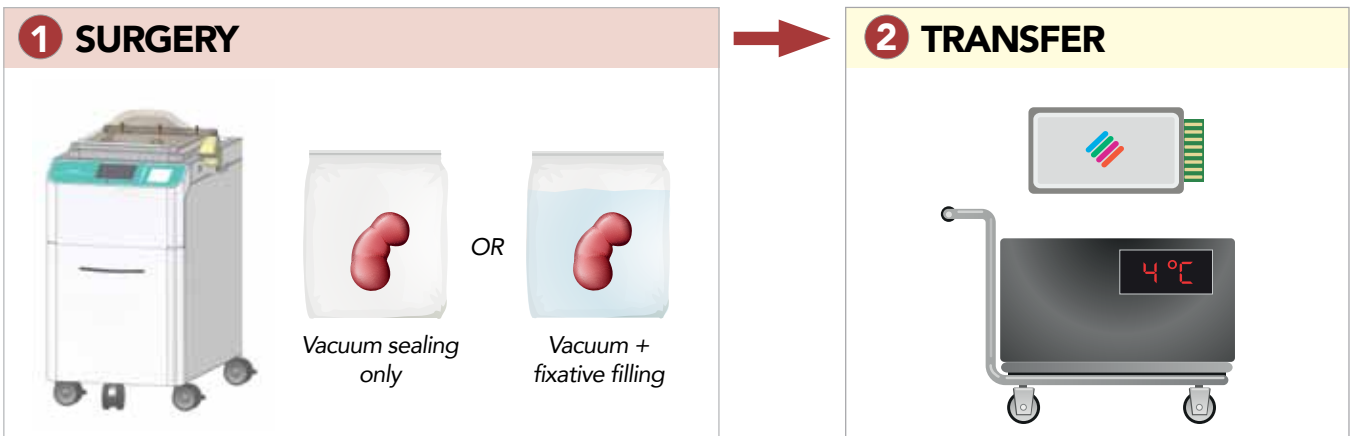 1 SURGERY
2 TRANSFER
OR
Vacuum sealing
only
Vacuum +
fixative filling
4 °C